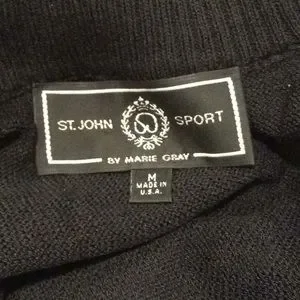 ST. JOHN SPORT
BY MARIE GRAY
M
MADE IN
U.S.A.